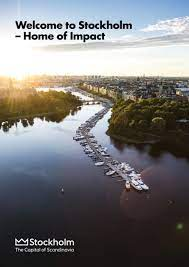 Welcome to Stockholm
– Home of Impact
Stockholm
The Capital of Scandinavia